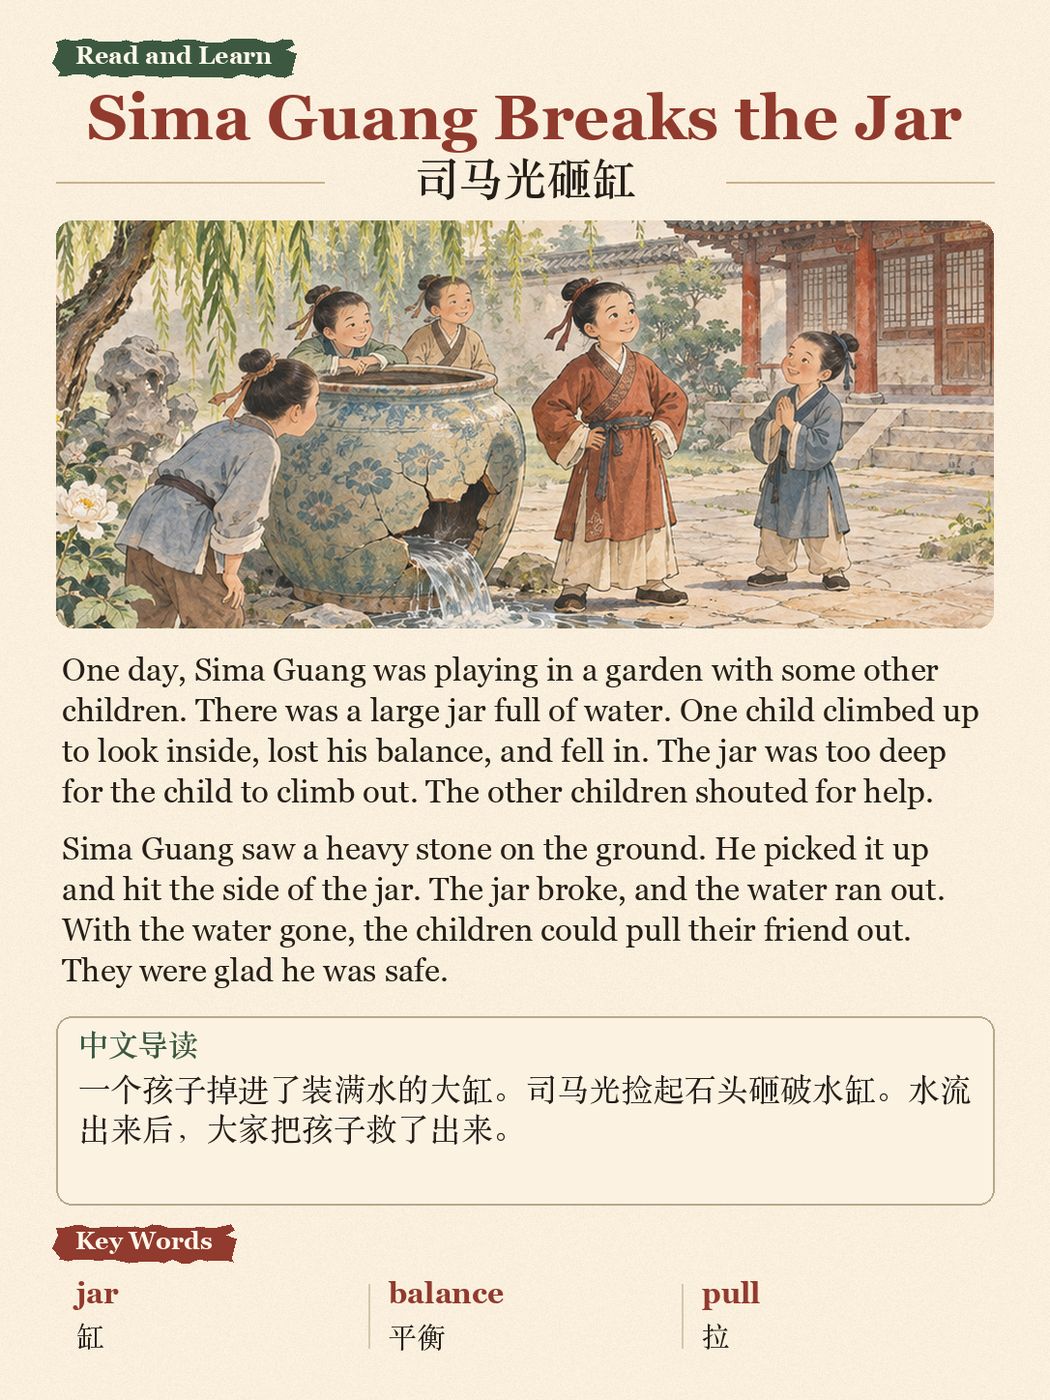 Read and Learn
Sima Guang Breaks the Jar
司马光砸缸
One day, Sima Guang was playing in a garden with some other
children. There was a large jar full of water. One child climbed up
to look inside, lost his balance, and fell in. The jar was too deep
for the child to climb out. The other children shouted for help.
Sima Guang saw a heavy stone on the ground. He picked it up
and hit the side of the jar. The jar broke, and the water ran out.
With the water gone, the children could pull their friend out.
They were glad he was safe.
中文导读
一个孩子掉进了装满水的大缸。司马光捡起石头砸破水缸。水流
出来后，大家把孩子救了出来。
Key Words
jar
缸
balance
平衡
pull
拉